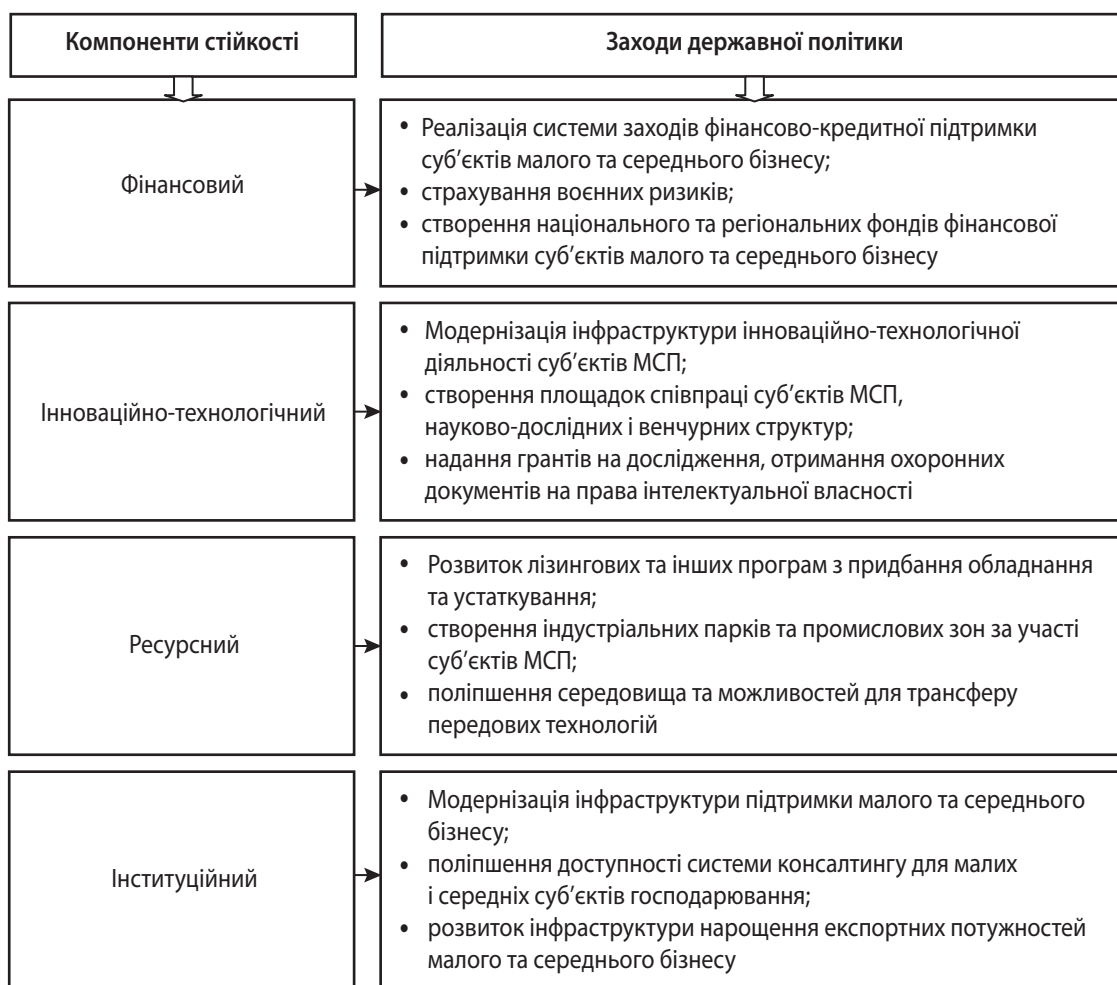 Компоненти стійкості
Заходи державної політики
Фінансовий
• Реалізація системи заходів фінансово-кредитної підтримки
суб’єктів малого та середнього бізнесу;
• страхування воєнних ризиків;
• створення національного та регіональних фондів фінансової
підтримки суб’єктів малого та середнього бізнесу
Інноваційно-технологічний
• Модернізація інфраструктури інноваційно-технологічної
діяльності суб’єктів МСП;
• створення площадок співпраці суб’єктів МСП,
науково-дослідних і венчурних структур;
• надання грантів на дослідження, отримання охоронних
документів на права інтелектуальної власності
Ресурсний
• Розвиток лізингових та інших програм з придбання обладнання
та устаткування;
• створення індустріальних парків та промислових зон за участі
суб’єктів МСП;
• поліпшення середовища та можливостей для трансферу
передових технологій
Інституційний
• Модернізація інфраструктури підтримки малого та середнього
бізнесу;
• поліпшення доступності системи консалтингу для малих
і середніх суб’єктів господарювання;
• розвиток інфраструктури нарощення експортних потужностей
малого та середнього бізнесу